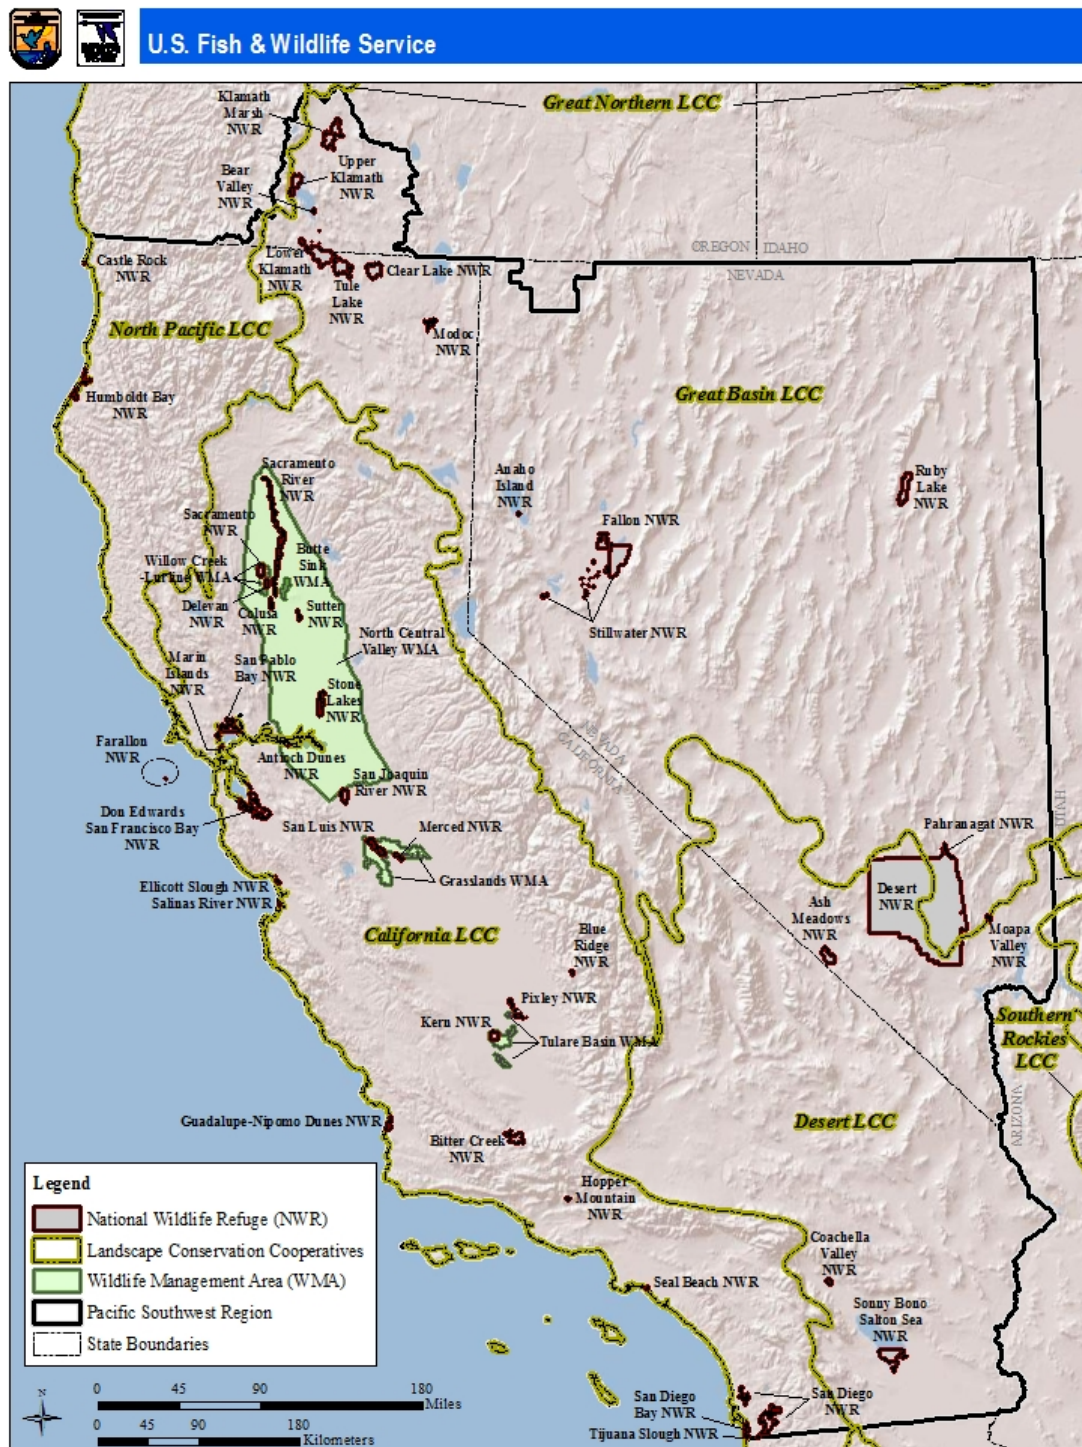 U.S. Fish & Wildlife Service
Great Northern LCC
Klamath
Marsh
NWR
Upper
Klamath
NWR
Bear
Valley
NWR
OREGON
IDAHO
NEVADA
Castle Rock
NWR
Lower
Klamath
NWR
Tule
Lake
NWR
Clear Lake NWR
North Pacific LCC
Modoc
NWR
Humboldt Bay
NWR
Great Basin LCC
Sacramento
River
NWR
Anaho
Island
NWR
Ruby
Lake
NWR
Sacramento
NWR
Fallon NWR
Willow Creek
-Lurline WMA
Butte
Sink
WMA
Delevan
NWR
Colusa
NWR
Sutter
NWR
Stillwater NWR
North Central
Valley WMA
Marin
Islands
NWR
San Pablo
Bay NWR
Stone
Lakes
NWR
NEVADA
CALIFORNIA
Farallon
NWR
Antioch Dunes
NWR
San Joaquin
River NWR
Don Edwards
San Francisco Bay
NWR
San Luis NWR
Merced NWR
Grasslands WMA
Pahranagat NWR
Desert
NWR
Ellicott Slough NWR
Salinas River NWR
Ash
Meadows
NWR
Moapa
Valley
NWR
California LCC
Blue
Ridge
NWR
Pixley NWR
Kern NWR
Tulare Basin WMA
Southern
Rockies
LCC
ARIZONA
Desert LCC
Guadalupe-Nipomo Dunes NWR
Bitter Creek
NWR
Hopper
Mountain
NWR
Coachella
Valley
NWR
Seal Beach NWR
Sonny Bono
Salton Sea
NWR
San Diego
NWR
San Diego
Bay NWR
Tijuana Slough NWR
Legend
National Wildlife Refuge (NWR)
Landscape Conservation Cooperatives
Wildlife Management Area (WMA)
Pacific Southwest Region
State Boundaries
N
0 45 90 180
Miles
0 45 90 180
Kilometers